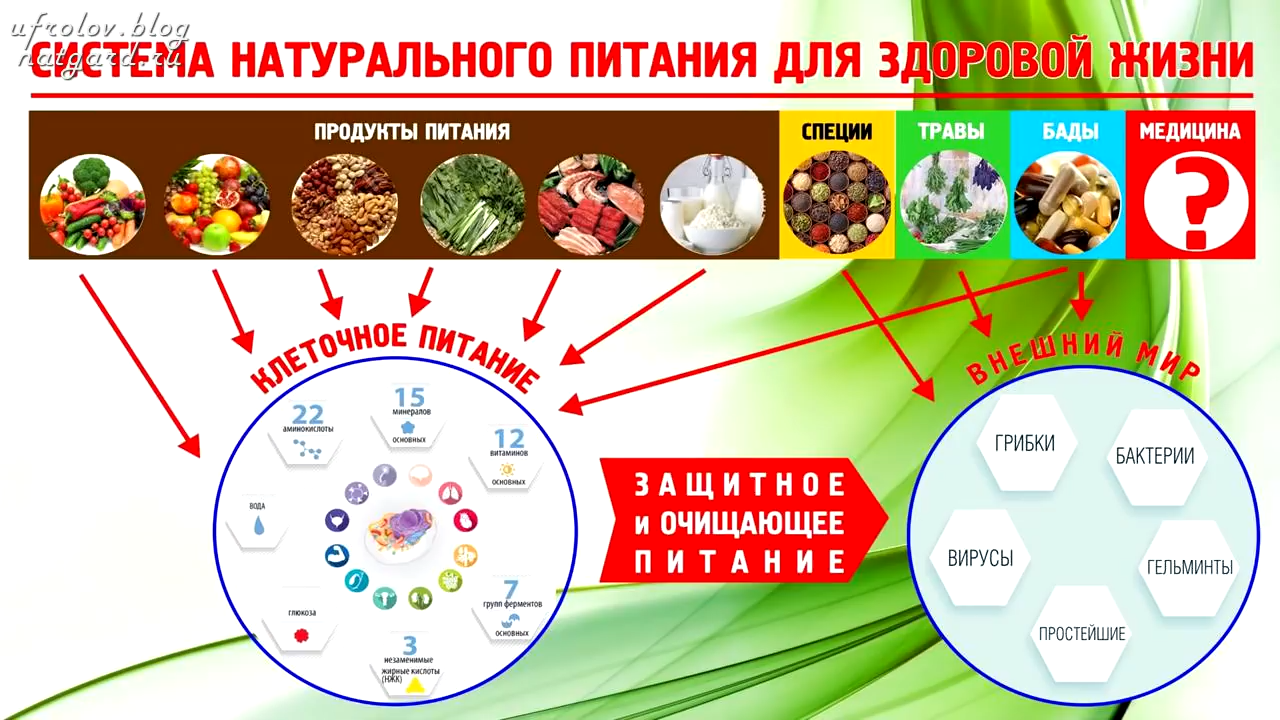 ufrolov.blog
natgard.ru
СИСТЕМА НАТУРАЛЬНОГО ПИТАНИЯ ДЛЯ ЗДОРОВОЙ ЖИЗНИ
ПРОДУКТЫ ПИТАНИЯ
СПЕЦИИ
ТРАВЫ
БАДЫ
МЕДИЦИНА
?
КЛЕТОЧНОЕ ПИТАНИЕ
22
аминокислоты
15
минералов
основных
12
витаминов
основных
вода
глюкоза
3
незаменимые
жирные кислоты
(НЖК)
7
групп ферментов
основных
ЗАЩИТНОЕ
и ОЧИЩАЮЩЕЕ
ПИТАНИЕ
ВНЕШНИЙ МИР
ГРИБКИ
БАКТЕРИИ
ВИРУСЫ
ГЕЛЬМИНТЫ
ПРОСТЕЙШИЕ